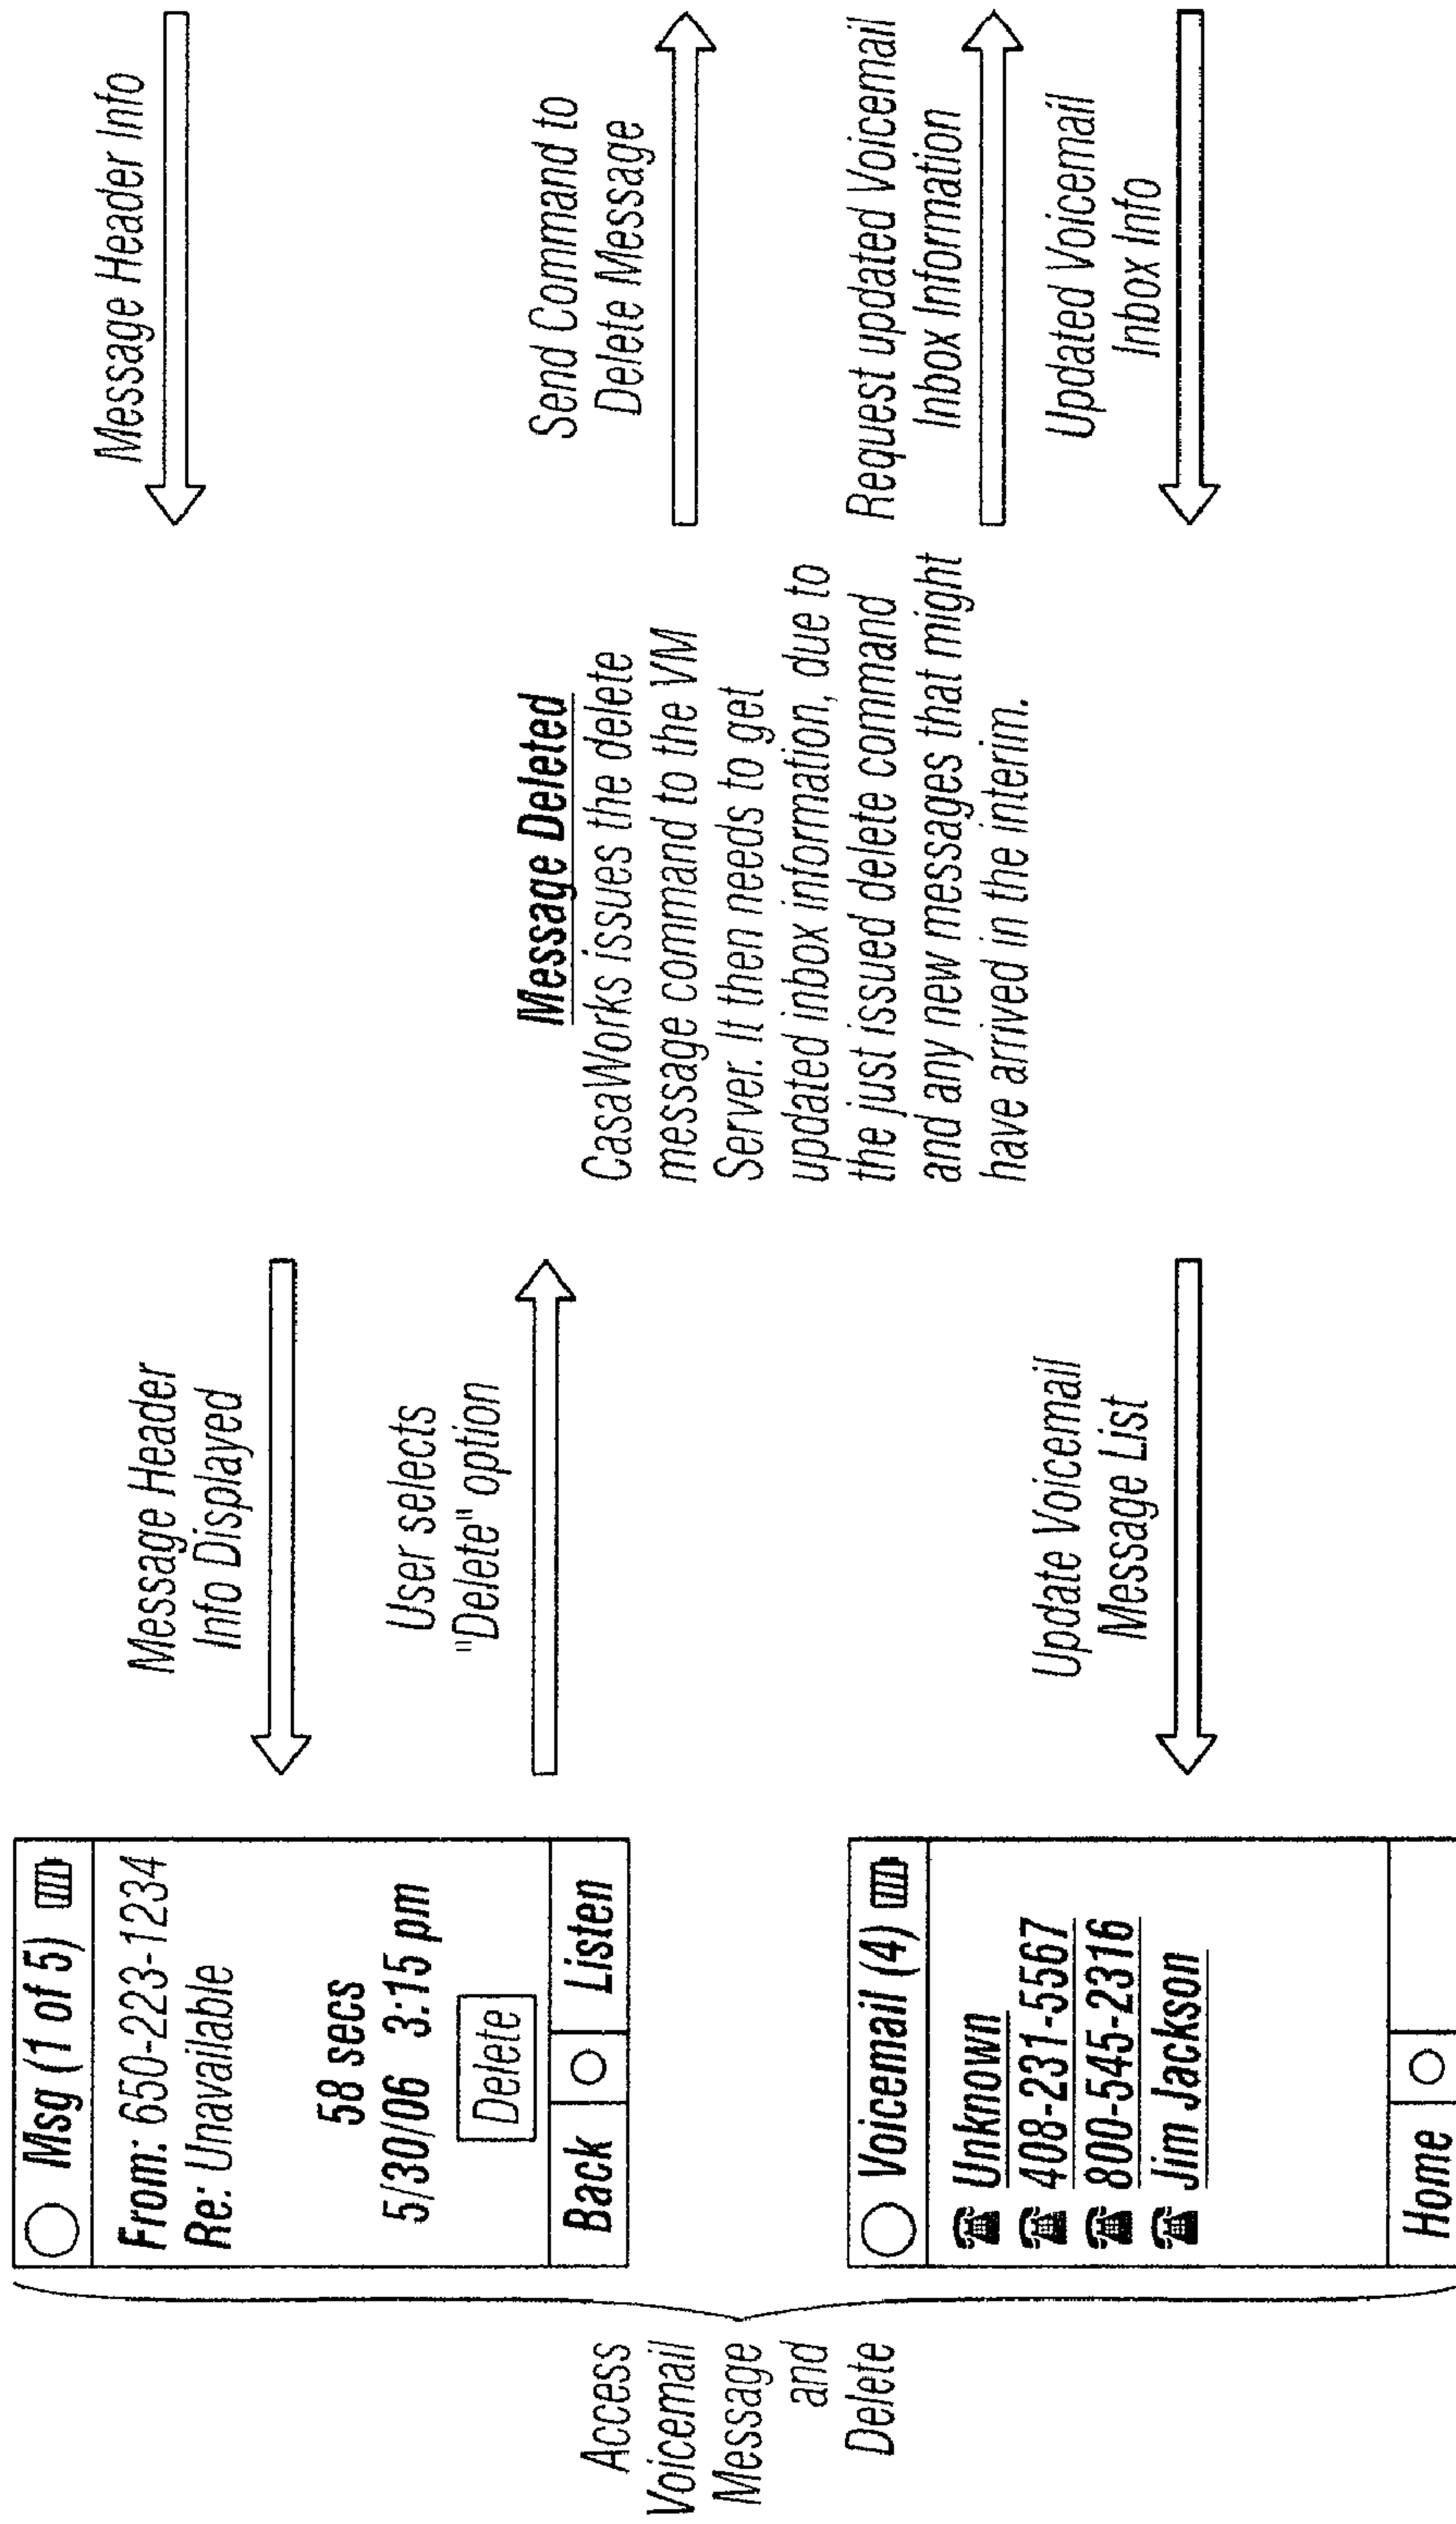 Access
Voicemail
Message
and
Delete
Msg (1 of 5)
From: 650-223-1234
Re: Unavailable
58 secs
5/30/06 3:15 pm
Delete
Back
Listen
Voicemail (4)
Unknown
408-231-5567
800-545-2316
Jim Jackson
Home
Message Header
Info Displayed
User selects
"Delete" option
Update Voicemail
Message List
Message Deleted
CasaWorks issues the delete
message command to the VM
Server. It then needs to get
updated inbox information, due to
the just issued delete command
and any new messages that might
have arrived in the interim.
Message Header Info
Send Command to
Delete Message
Request updated Voicemail
Inbox Information
Updated Voicemail
Inbox Info